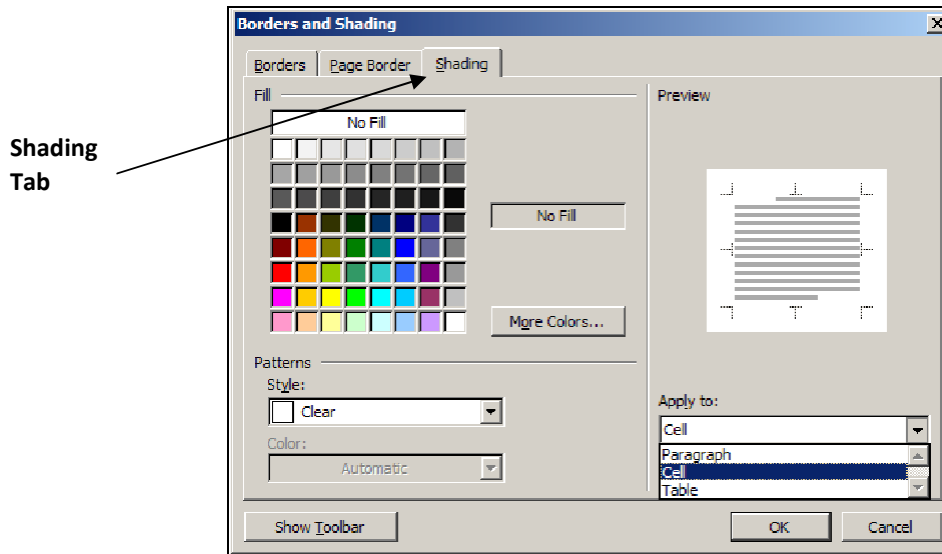 Borders and Shading
Borders Page Border Shading
Fill
Preview
No Fill
Shading
Tab
No Fill
More Colors...
Patterns
Style:
Clear
Apply to:
Cell
Color:
Automatic
Paragraph
Cell
Table
Show Toolbar
OK
Cancel